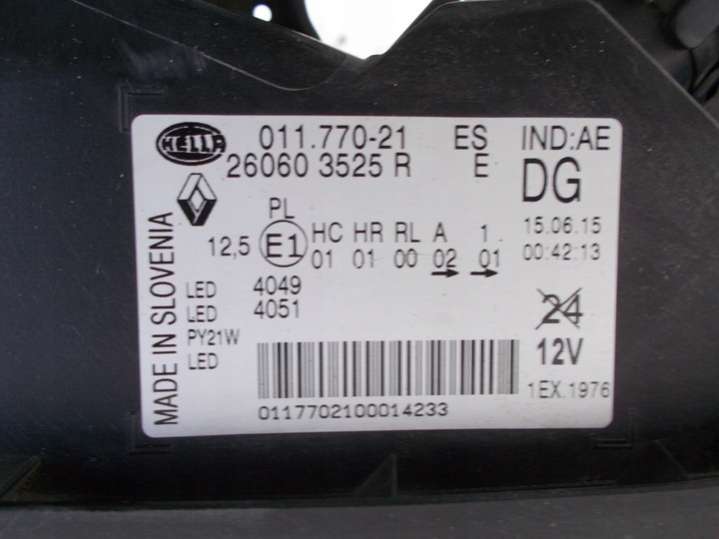 HELLA 011.770-21 ES IND:AE
26060 3525 R E DG
PL 15.06.15
12,5 E1 HC HR RL A 1 00:42:13
01 01 00 02 01
LED 4049
LED 4051 24
PY21W
LED 12V
1EX.1976
0117702100014233
MADE IN SLOVENIA